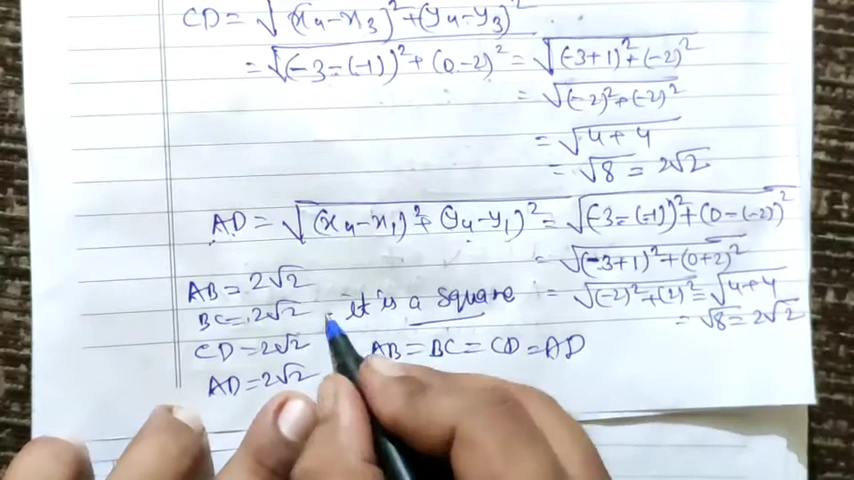 CD = √(x₄-x₃)²+(y₄-y₃)²
= √(-3-(-1))²+(0-2)² = √(-3+1)²+(-2)²
= √(-2)²+(-2)²
= √4+4
= √8 = 2√2
AD = √(x₄-x₁)²+(y₄-y₁)² = √(-3-(-1))²+(0-(-2))²
= √(-3+1)²+(0+2)²
AB = 2√2
= √(-2)²+(2)² = √4+4
BC = 2√2
it is a square
= √8 = 2√2
CD = 2√2
AB = BC = CD = AD
AD = 2√2